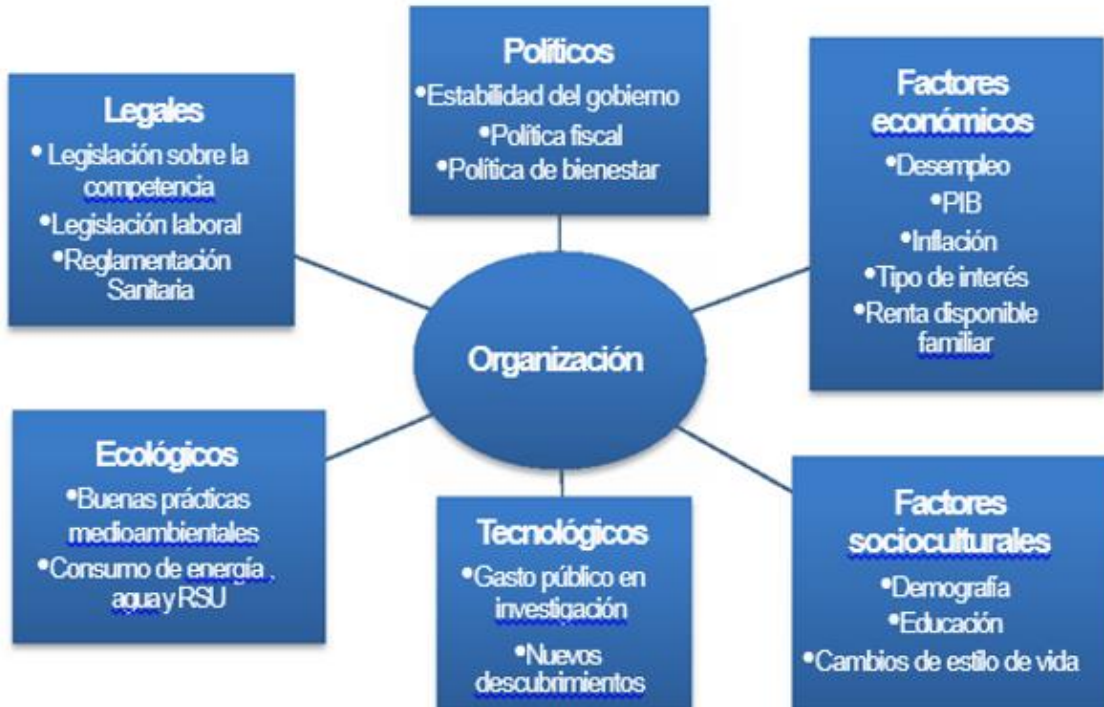 Políticos
•Estabilidad del gobierno
•Política fiscal
•Política de bienestar
Legales
• Legislación sobre la
competencia
•Legislación laboral
•Reglamentación
Sanitaria
Factores
económicos
•Desempleo
•PIB
•Inflación
•Tipo de interés
•Renta disponible
familiar
Organización
Ecológicos
•Buenas prácticas
medioambientales
•Consumo de energía ,
agua y RSU
Tecnológicos
•Gasto público en
investigación
•Nuevos
descubrimientos
Factores
socioculturales
•Demografía
•Educación
•Cambios de estilo de vida